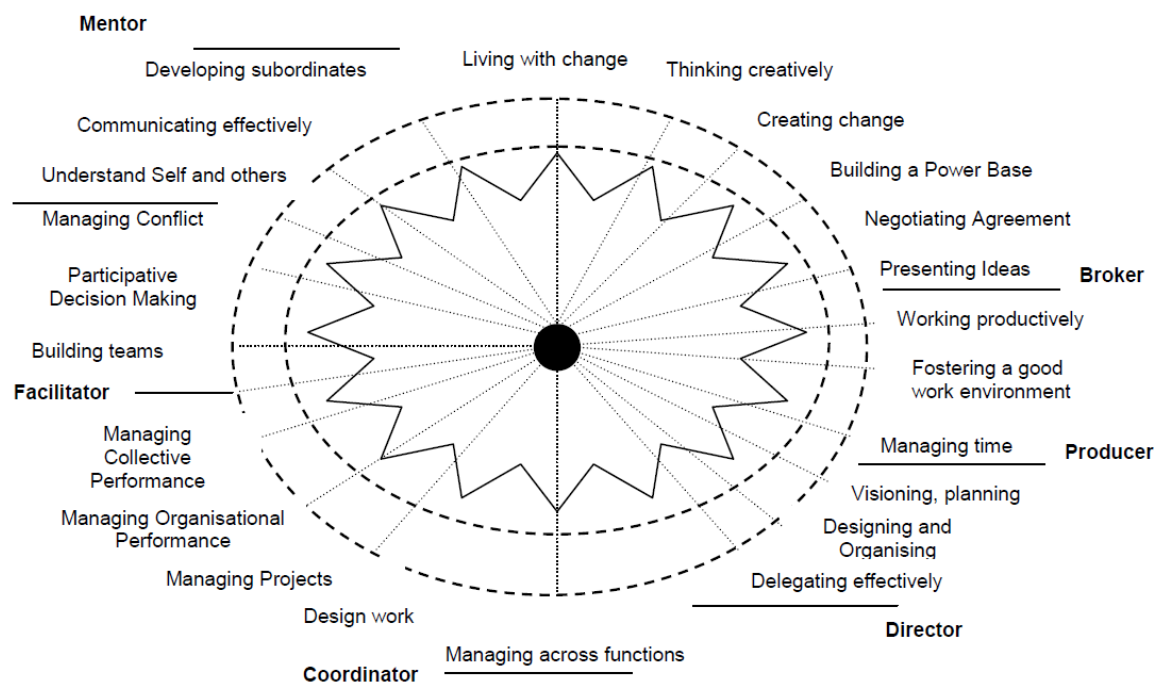 Mentor
Developing subordinates
Living with change
Thinking creatively
Communicating effectively
Creating change
Understand Self and others
Building a Power Base
Managing Conflict
Negotiating Agreement
Participative
Decision Making
Presenting Ideas
Broker
Working productively
Building teams
Fostering a good
work environment
Facilitator
Managing
Collective
Performance
Managing time
Producer
Visioning, planning
Managing Organisational
Performance
Designing and
Organising
Managing Projects
Delegating effectively
Design work
Director
Managing across functions
Coordinator